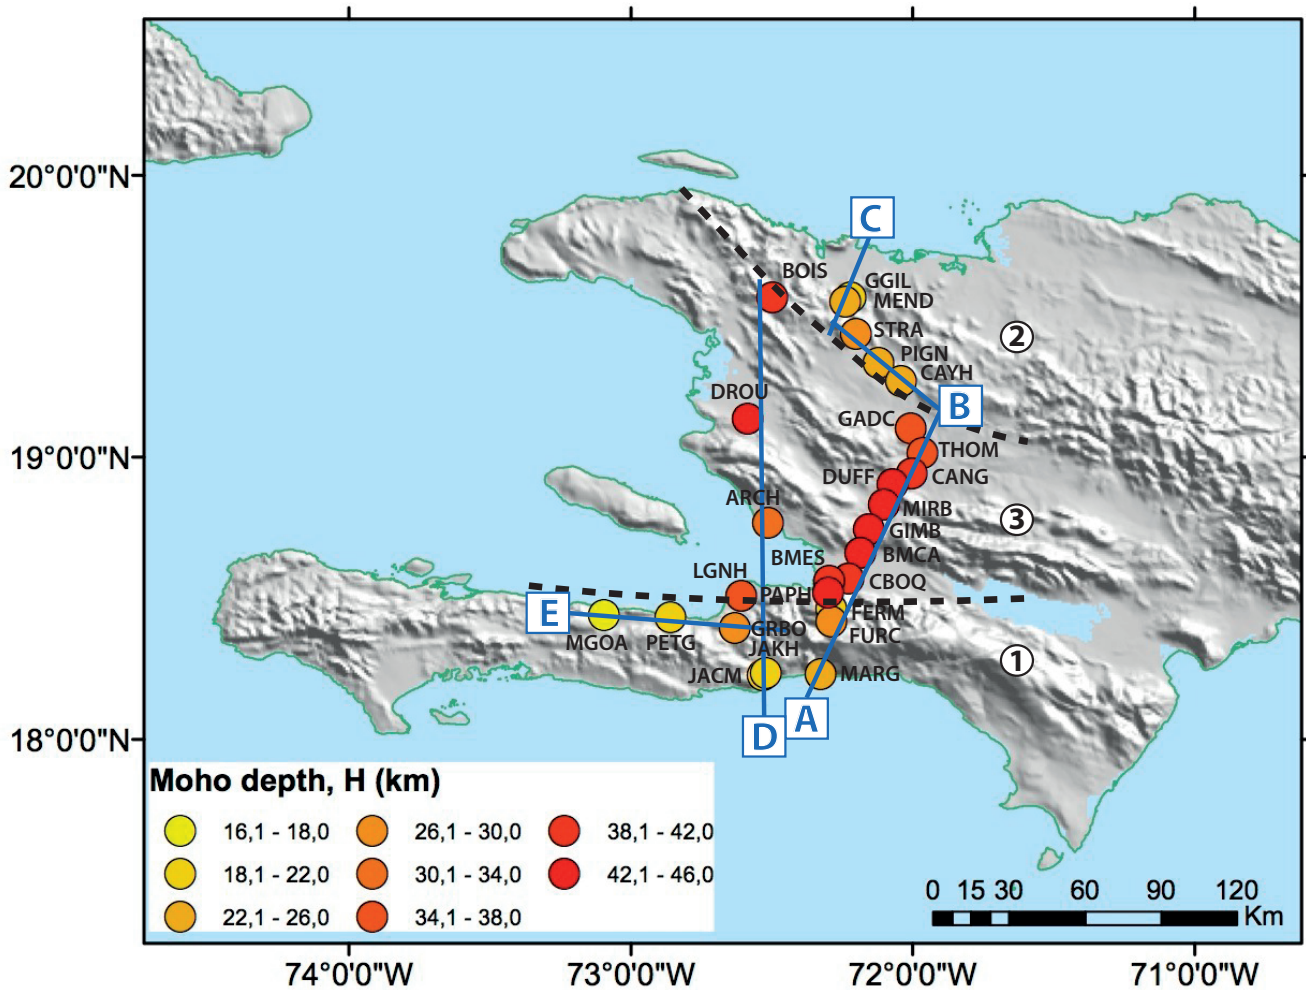 20°0'0"N
19°0'0"N
18°0'0"N
C
BOIS
GGIL
MEND
STRA
2
PIGN
CAYH
DROU
B
GADC
THOM
DUFF
CANG
ARCH
MIRB
3
GIMB
BMES
BMCA
LGNH
CBOQ
PAPH
E
FERM
GRBO
FURC
MGOA
PETG
JAKH
1
JACM
MARG
D
A
Moho depth, H (km)
16,1 - 18,0
26,1 - 30,0
38,1 - 42,0
18,1 - 22,0
30,1 - 34,0
42,1 - 46,0
22,1 - 26,0
34,1 - 38,0
0 15 30 60 90 120
Km
74°0'0"W
73°0'0"W
72°0'0"W
71°0'0"W